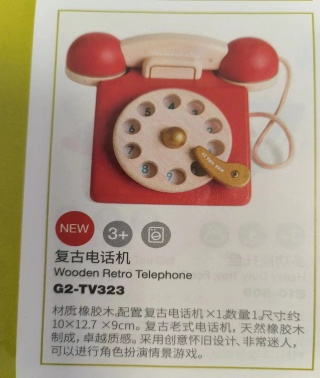 NEW
3+
复古电话机
Wooden Retro Telephone
G2-TV323
材质橡胶木,配置复古电话机×1,数量1,尺寸约
10×12.7 ×9cm。复古老式电话机，天然橡胶木
制成，卓越质感。采用创意怀旧设计、非常迷人，
可以进行角色扮演情景游戏。